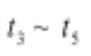 t₃ ~ t₅